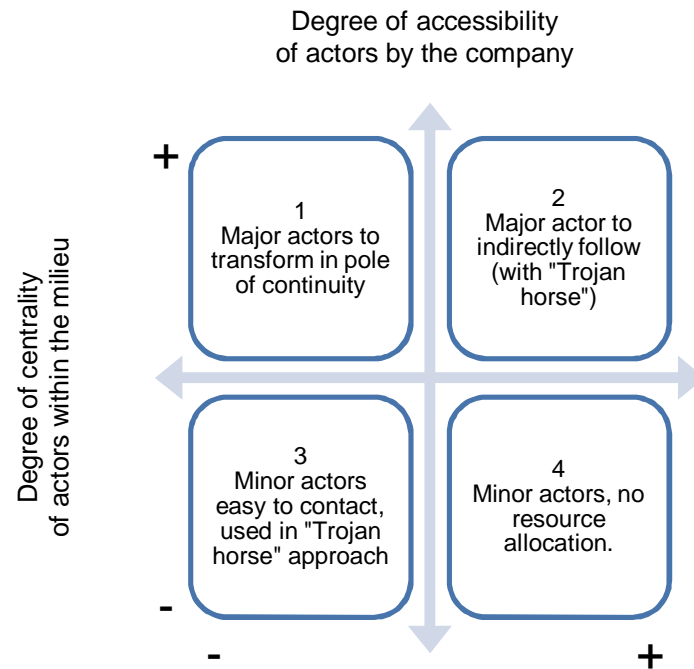 Degree of accessibility
of actors by the company
+
1
Major actors to
transform in pole
of continuity
2
Major actor to
indirectly follow
(with "Trojan
horse")
Degree of centrality
of actors within the milieu
3
Minor actors
easy to contact,
used in "Trojan
horse" approach
4
Minor actors, no
resource
allocation.
-
-
+